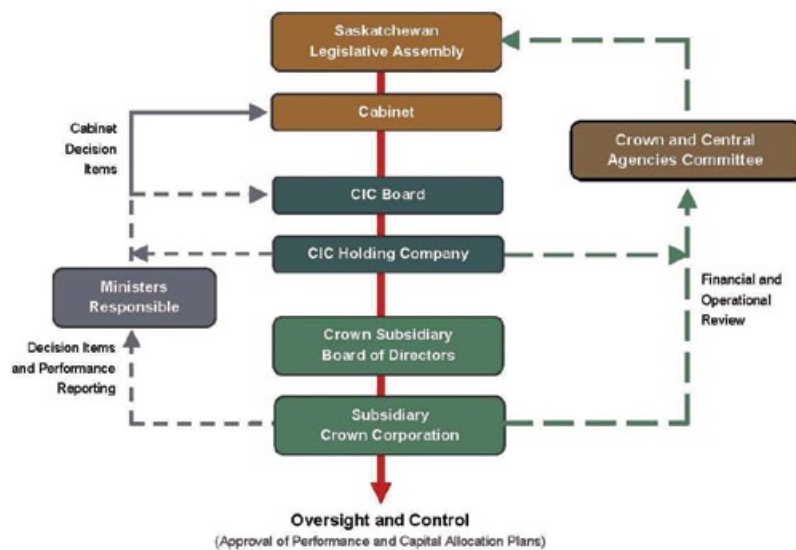 Saskatchewan
Legislative Assembly
Cabinet
Cabinet
Decision
Items
Crown and Central
Agencies Committee
CIC Board
CIC Holding Company
Ministers
Responsible
Financial and
Operational
Review
Crown Subsidiary
Board of Directors
Decision Items
and Performance
Reporting
Subsidiary
Crown Corporation
Oversight and Control
(Approval of Performance and Capital Allocation Plans)